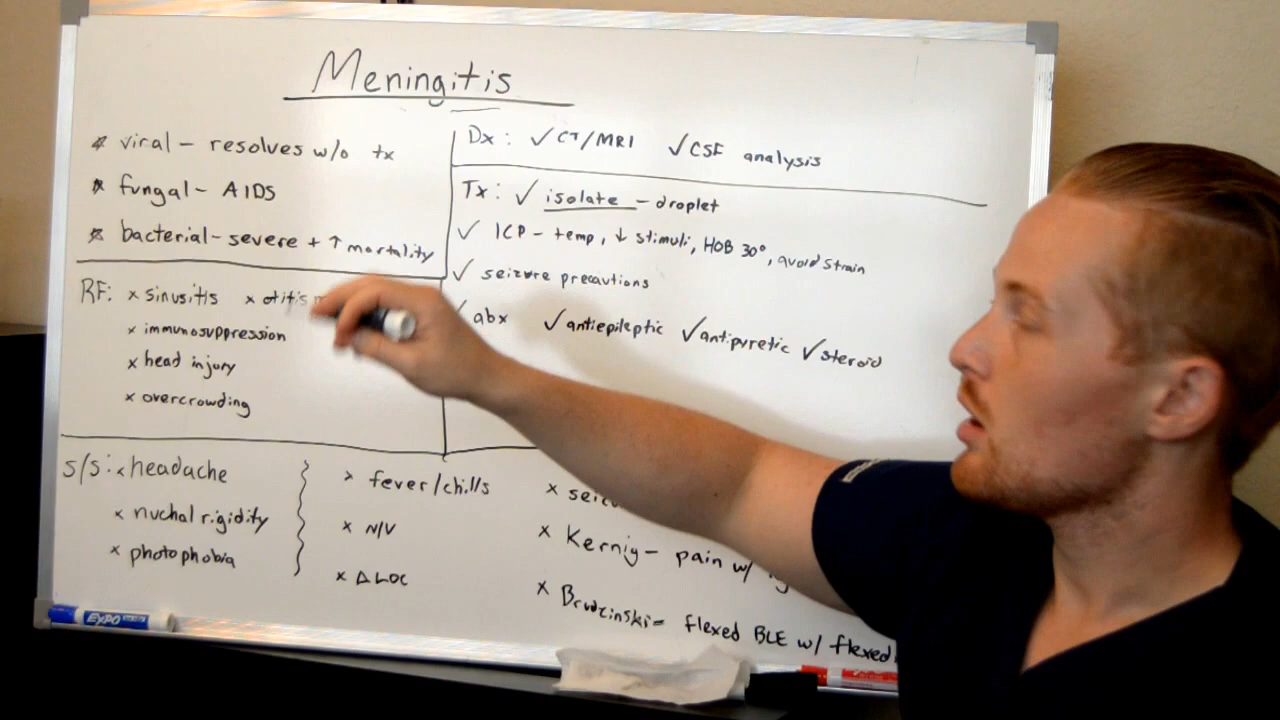 Meningitis
* viral - resolves w/o tx
* fungal - AIDS
* bacterial - severe + ↑ mortality
RF: x sinusitis x otitis
x immunosuppression
x head injury
x overcrowding
Dx: ✓ CT/MRI ✓ CSF analysis
Tx: ✓ isolate - droplet
✓ ICP - temp, ↓ stimuli, HOB 30°, avoid strain
✓ seizure precautions
✓ abx ✓ antiepileptic ✓ antipyretic ✓ steroid
s/s: x headache
x nuchal rigidity
x photophobia
x fever/chills
x N/V
x Δ LOC
x
x Kernig - pain w/
x Brudzinski = flexed BLE w/ flexed
EXPO